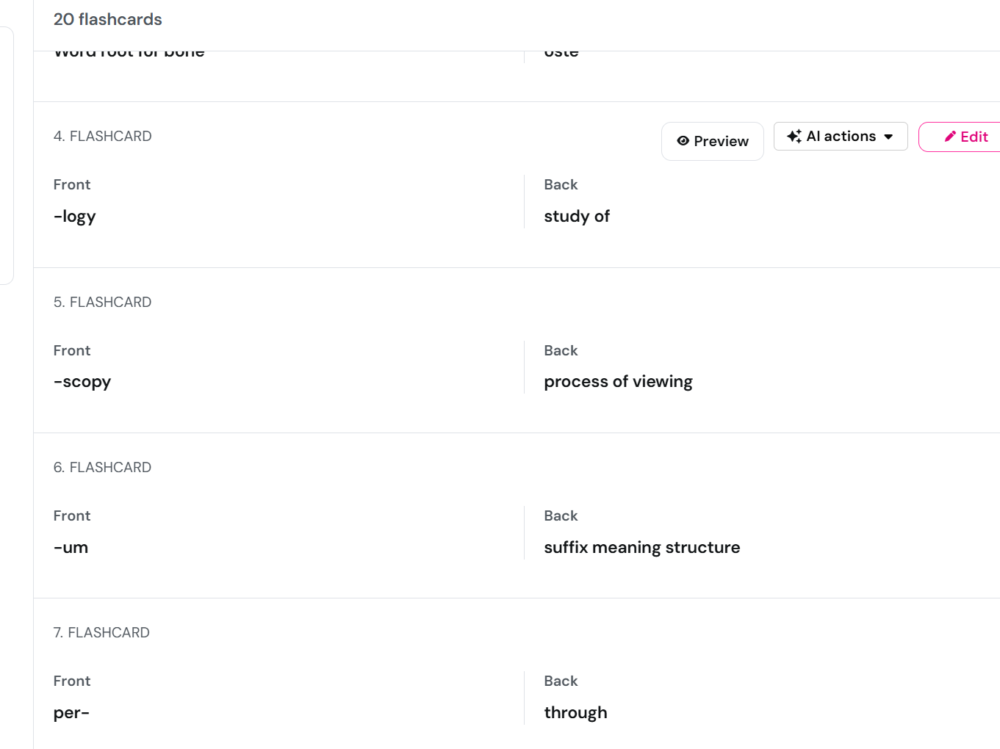 20 flashcards
Word root for bone
oste
4. FLASHCARD
Preview
AI actions
Edit
Front
Back
-logy
study of
5. FLASHCARD
Front
Back
-scopy
process of viewing
6. FLASHCARD
Front
Back
-um
suffix meaning structure
7. FLASHCARD
Front
Back
per-
through